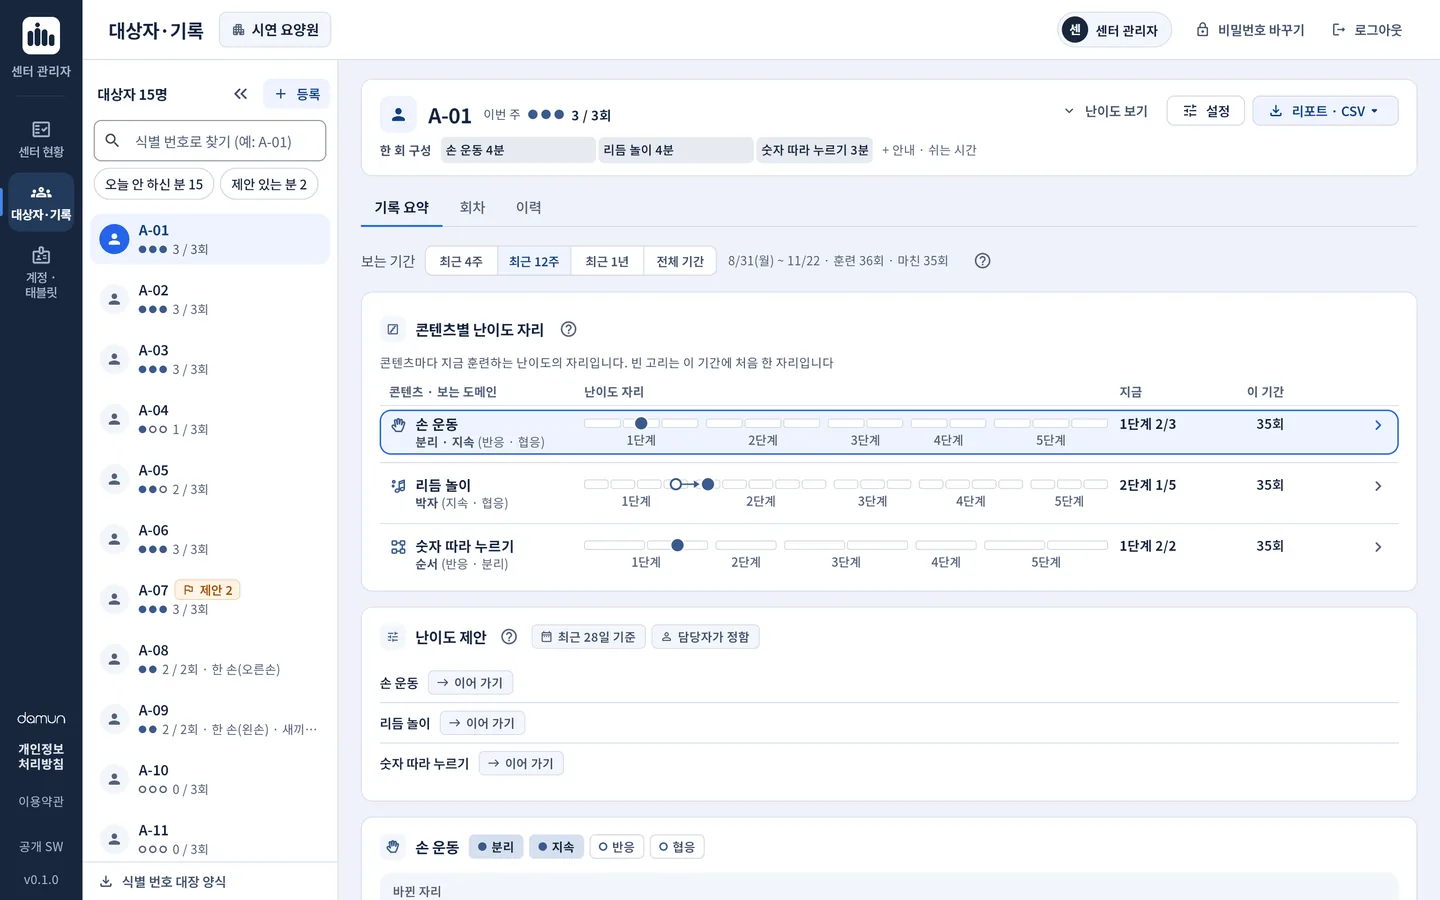 센터 관리자
센터 현황
대상자·기록
계정 ·
태블릿
damun
개인정보
처리방침
이용약관
공개 SW
v0.1.0
대상자·기록
시연 요양원
센
센터 관리자
비밀번호 바꾸기
로그아웃
대상자 15명
등록
식별 번호로 찾기 (예: A-01)
오늘 안 하신 분 15
제안 있는 분 2
A-01
3 / 3회
A-02
3 / 3회
A-03
3 / 3회
A-04
1 / 3회
A-05
2 / 3회
A-06
3 / 3회
A-07
제안 2
3 / 3회
A-08
2 / 2회 · 한 손(오른손)
A-09
2 / 2회 · 한 손(왼손) · 새끼…
A-10
0 / 3회
A-11
0 / 3회
식별 번호 대장 양식
A-01 이번 주 3 / 3회
난이도 보기
설정
리포트 · CSV
한 회 구성 손 운동 4분 리듬 놀이 4분 숫자 따라 누르기 3분 + 안내 · 쉬는 시간
기록 요약 회차 이력
보는 기간 최근 4주 최근 12주 최근 1년 전체 기간 8/31(월) ~ 11/22 · 훈련 36회 · 마친 35회
콘텐츠별 난이도 자리
콘텐츠마다 지금 훈련하는 난이도의 자리입니다. 빈 고리는 이 기간에 처음 한 자리입니다
콘텐츠 · 보는 도메인 난이도 자리 지금 이 기간
손 운동 1단계 2/3 35회
분리 · 지속 (반응 · 협응) 1단계 2단계 3단계 4단계 5단계
리듬 놀이 2단계 1/5 35회
박자 (지속 · 협응) 1단계 2단계 3단계 4단계 5단계
숫자 따라 누르기 1단계 2/2 35회
순서 (반응 · 분리) 1단계 2단계 3단계 4단계 5단계
난이도 제안 최근 28일 기준 담당자가 정함
손 운동 → 이어 가기
리듬 놀이 → 이어 가기
숫자 따라 누르기 → 이어 가기
손 운동 분리 지속 반응 협응
바뀐 자리